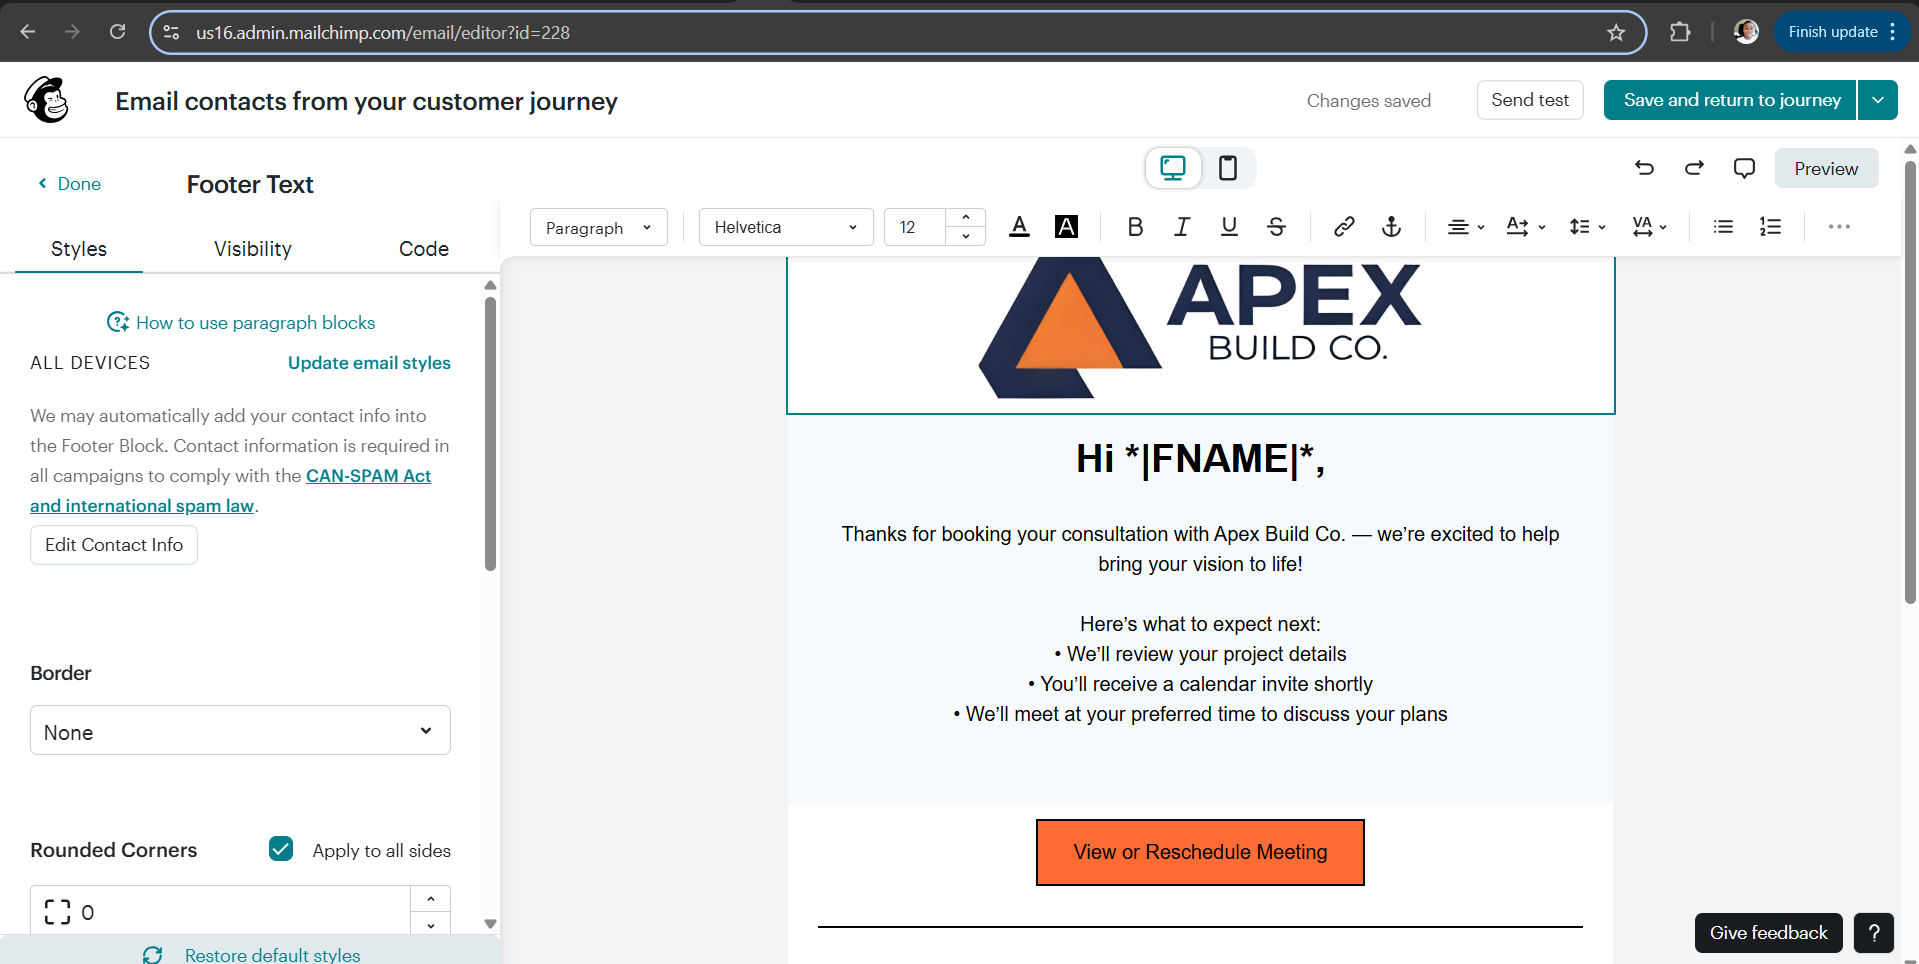 us16.admin.mailchimp.com/email/editor?id=228
Finish update
Email contacts from your customer journey
Changes saved
Send test
Save and return to journey
Done
Footer Text
Preview
Styles
Visibility
Code
Paragraph
Helvetica
12
A
A
B
I
U
S
VA
How to use paragraph blocks
ALL DEVICES
Update email styles
We may automatically add your contact info into
the Footer Block. Contact information is required in
all campaigns to comply with the CAN-SPAM Act
and international spam law.
Edit Contact Info
Border
None
Rounded Corners
Apply to all sides
0
Restore default styles
APEX
BUILD CO.
Hi *|FNAME|*,
Thanks for booking your consultation with Apex Build Co. — we’re excited to help
bring your vision to life!
Here’s what to expect next:
• We’ll review your project details
• You’ll receive a calendar invite shortly
• We’ll meet at your preferred time to discuss your plans
View or Reschedule Meeting
Give feedback
?